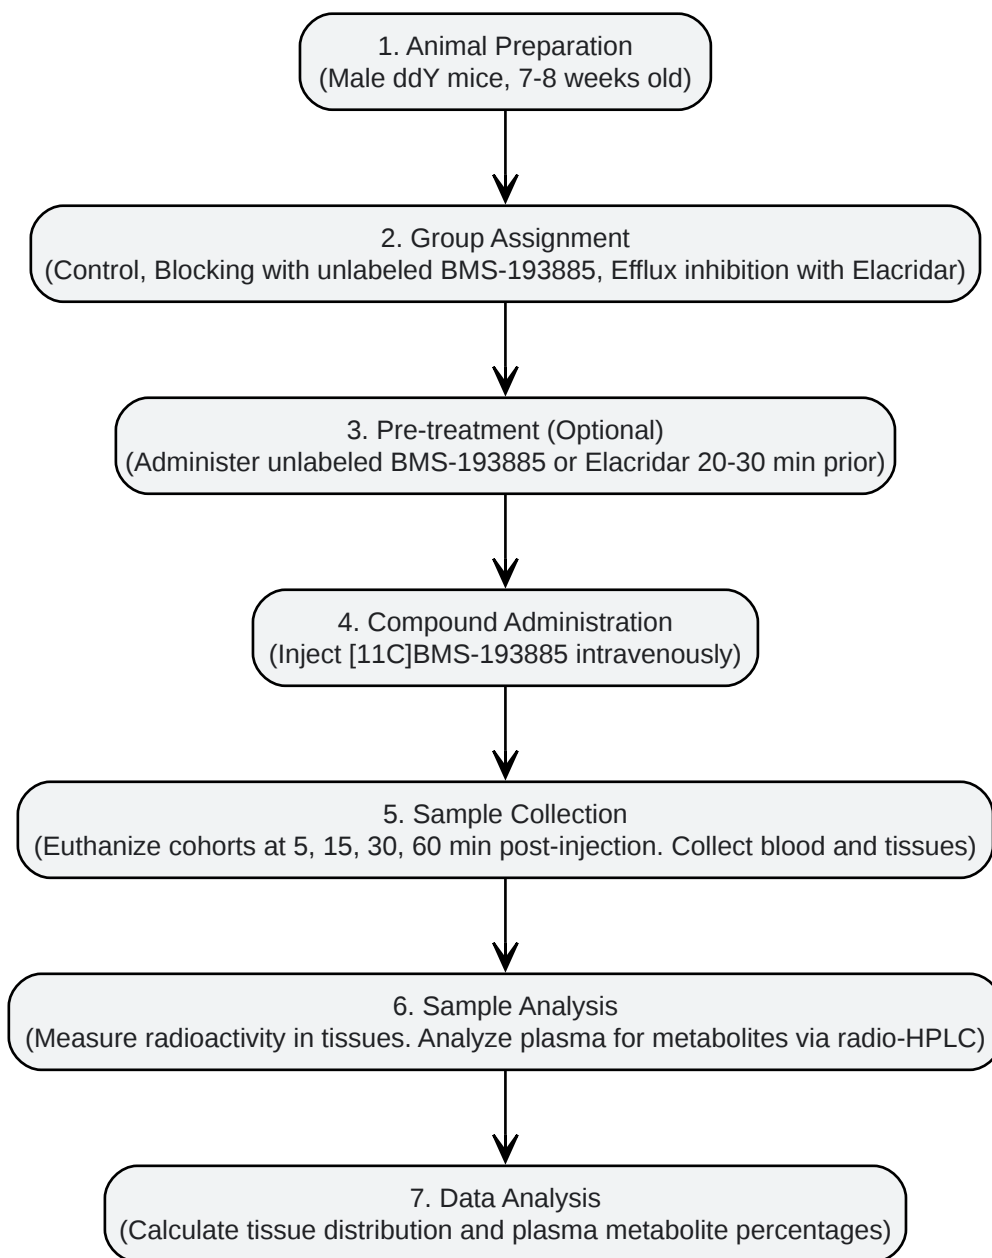 1. Animal Preparation
(Male ddY mice, 7-8 weeks old)
2. Group Assignment
(Control, Blocking with unlabeled BMS-193885, Efflux inhibition with Elacridar)
3. Pre-treatment (Optional)
(Administer unlabeled BMS-193885 or Elacridar 20-30 min prior)
4. Compound Administration
(Inject [11C]BMS-193885 intravenously)
5. Sample Collection
(Euthanize cohorts at 5, 15, 30, 60 min post-injection. Collect blood and tissues)
6. Sample Analysis
(Measure radioactivity in tissues. Analyze plasma for metabolites via radio-HPLC)
7. Data Analysis
(Calculate tissue distribution and plasma metabolite percentages)